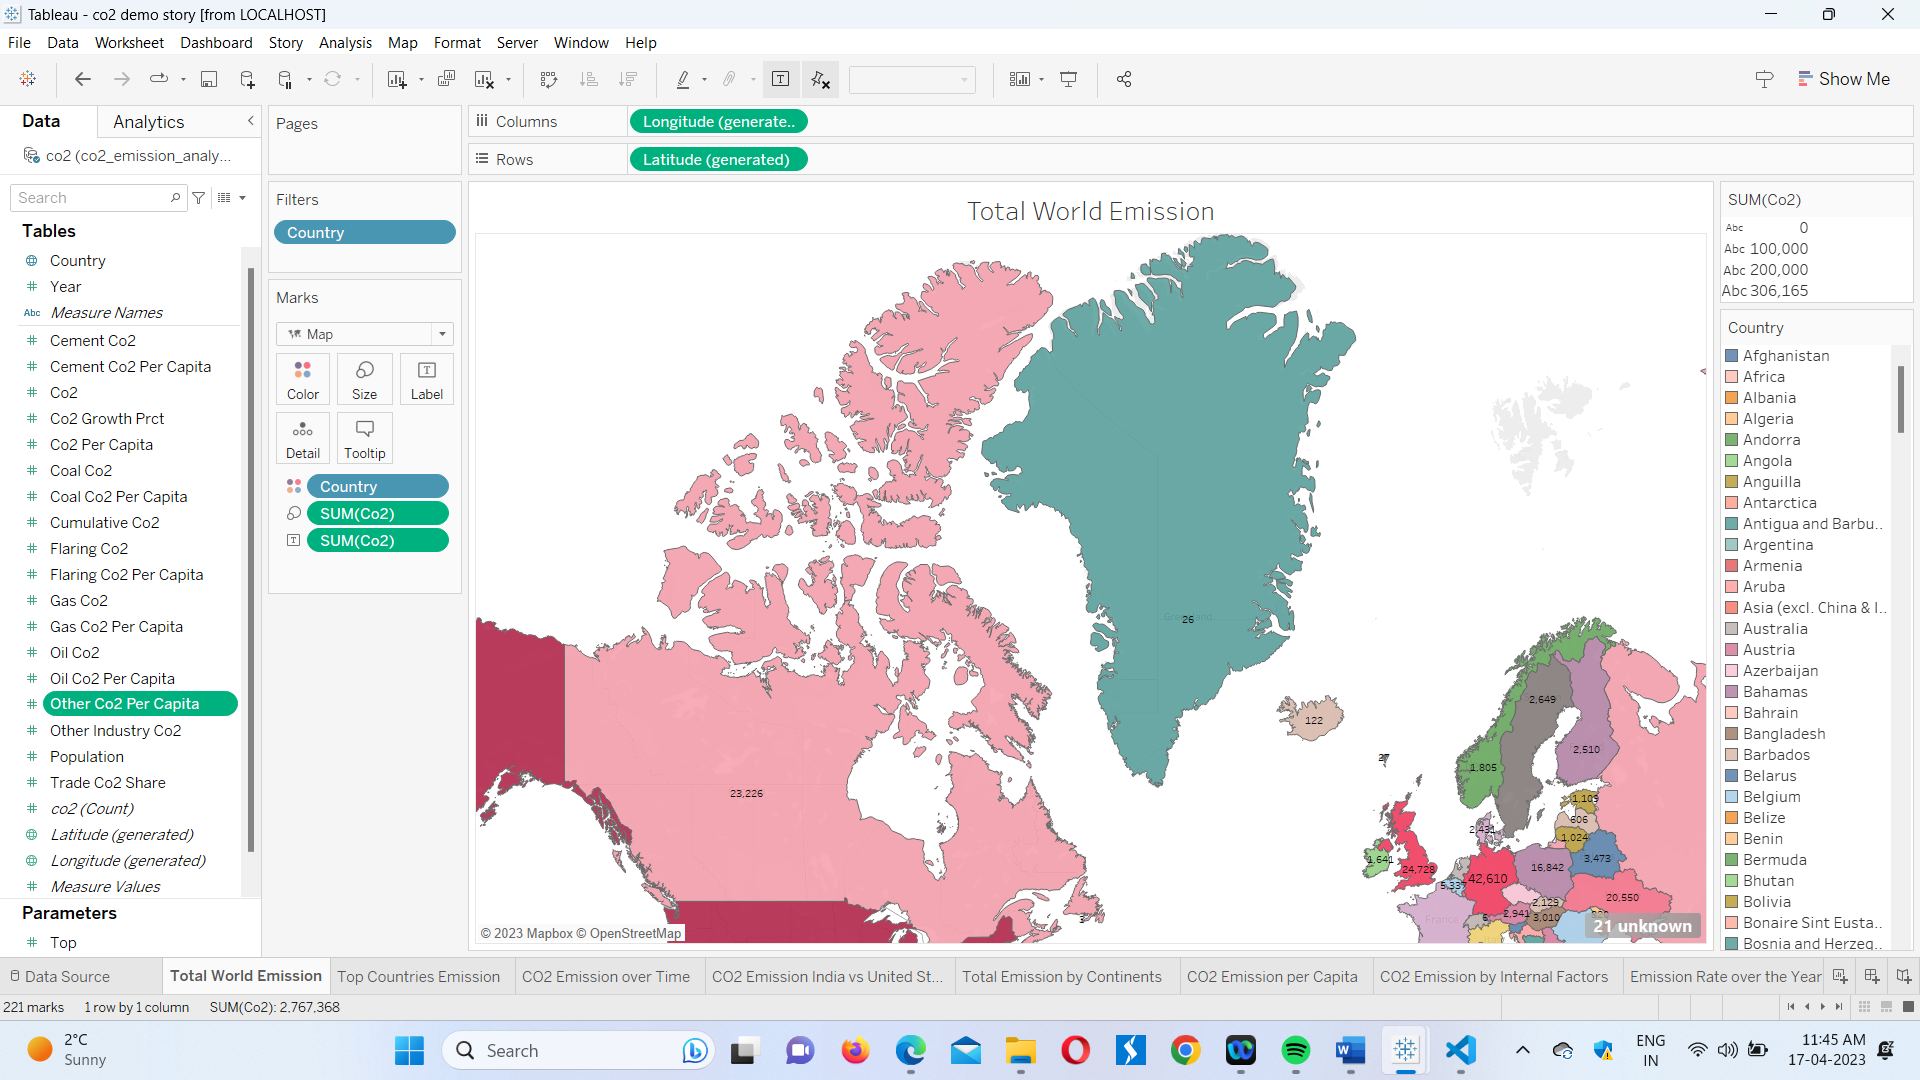 Tableau - co2 demo story [from LOCALHOST]
File Data Worksheet Dashboard Story Analysis Map Format Server Window Help
Show Me
Data Analytics
co2 (co2_emission_analy...
Search
Tables
Country
Year
Abc Measure Names
Cement Co2
Cement Co2 Per Capita
Co2
Co2 Growth Prct
Co2 Per Capita
Coal Co2
Coal Co2 Per Capita
Cumulative Co2
Flaring Co2
Flaring Co2 Per Capita
Gas Co2
Gas Co2 Per Capita
Oil Co2
Oil Co2 Per Capita
Other Co2 Per Capita
Other Industry Co2
Population
Trade Co2 Share
co2 (Count)
Latitude (generated)
Longitude (generated)
Measure Values
Parameters
Top
Pages
Filters
Country
Marks
Map
Color Size Label
Detail Tooltip
Country
SUM(Co2)
SUM(Co2)
Columns Longitude (generate..
Rows Latitude (generated)
Total World Emission
Greenland
26
122
27
23,226
2,649
2,510
1,805
1,109
606
2,431
1,024
1,641
24,728
16,842
3,473
42,610
5,337
20,550
2,129
2,941
3,010
France
6
3
21 unknown
© 2023 Mapbox © OpenStreetMap
SUM(Co2)
Abc 0
Abc 100,000
Abc 200,000
Abc 306,165
Country
Afghanistan
Africa
Albania
Algeria
Andorra
Angola
Anguilla
Antarctica
Antigua and Barbu..
Argentina
Armenia
Aruba
Asia (excl. China & I..
Australia
Austria
Azerbaijan
Bahamas
Bahrain
Bangladesh
Barbados
Belarus
Belgium
Belize
Benin
Bermuda
Bhutan
Bolivia
Bonaire Sint Eusta..
Bosnia and Herzeg..
Data Source Total World Emission Top Countries Emission CO2 Emission over Time CO2 Emission India vs United St... Total Emission by Continents CO2 Emission per Capita CO2 Emission by Internal Factors Emission Rate over the Year
221 marks 1 row by 1 column SUM(Co2): 2,767,368
2°C
Sunny
Search
ENG
IN
11:45 AM
17-04-2023